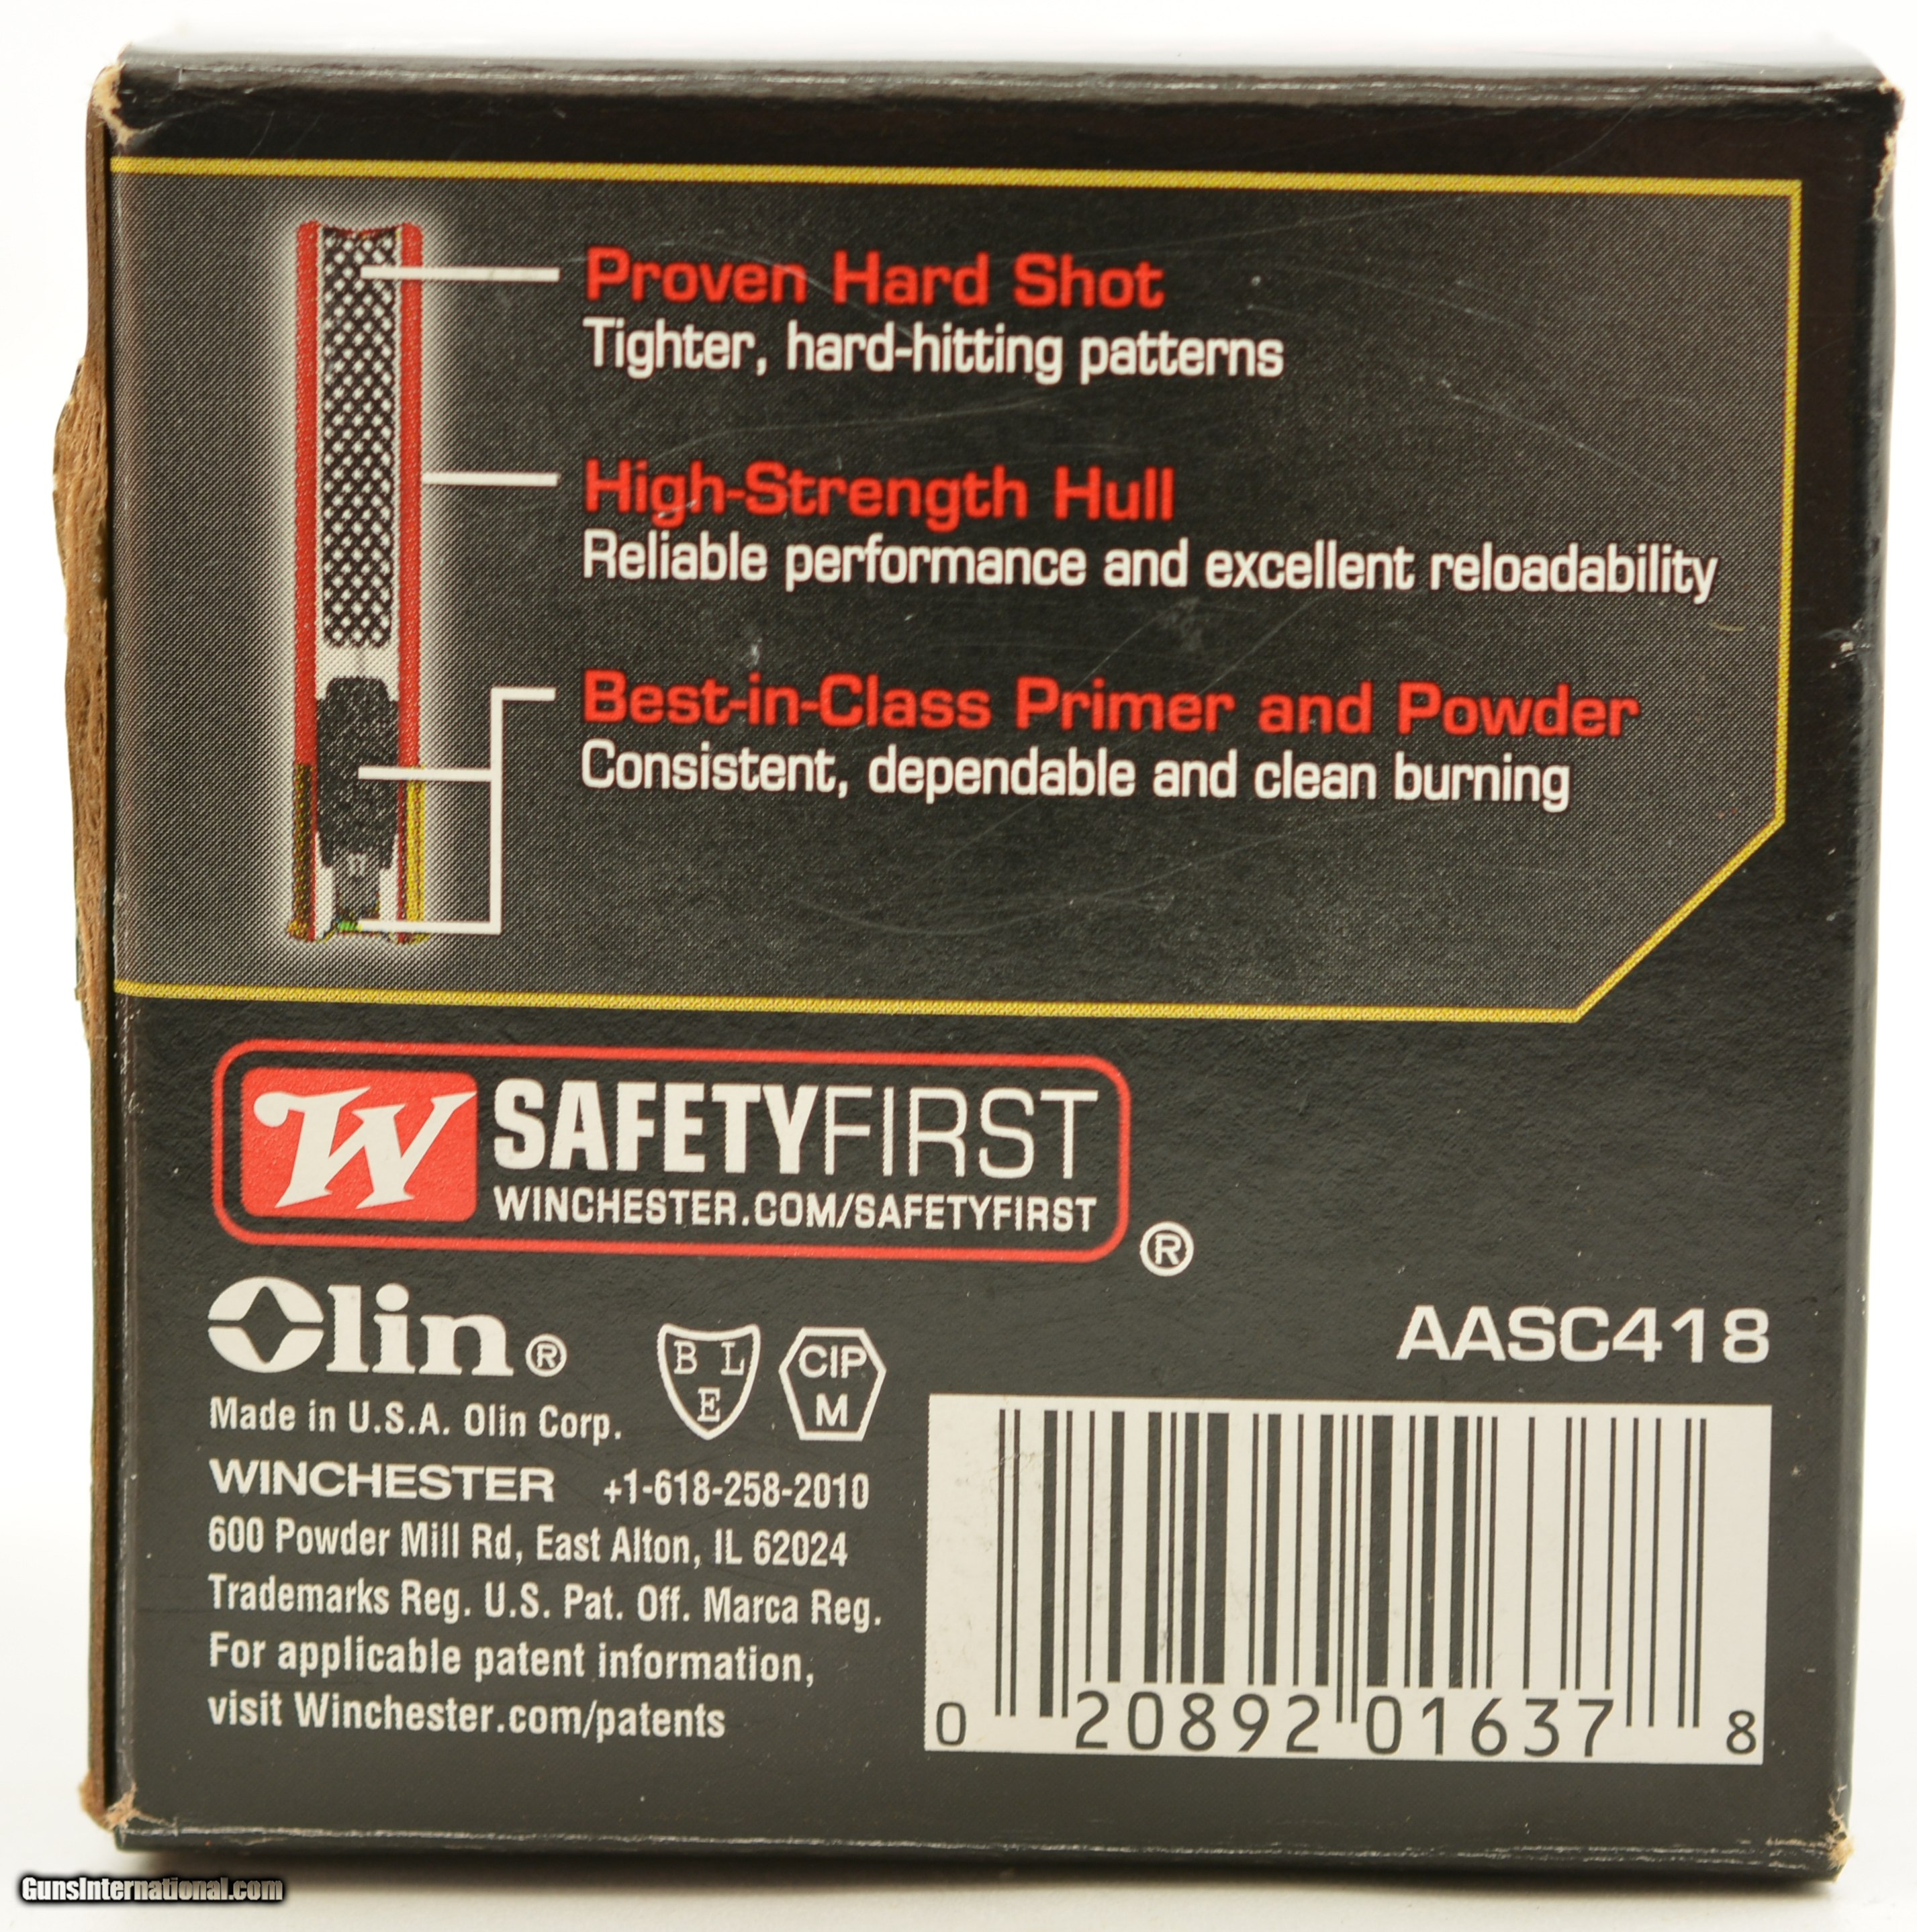 Proven Hard Shot
Tighter, hard-hitting patterns
High-Strength Hull
Reliable performance and excellent reloadability
Best-in-Class Primer and Powder
Consistent, dependable and clean burning
W SAFETYFIRST
WINCHESTER.COM/SAFETYFIRST
®
Olin®
B L
E
CIP
M
AASC418
Made in U.S.A. Olin Corp.
WINCHESTER +1-618-258-2010
600 Powder Mill Rd, East Alton, IL 62024
Trademarks Reg. U.S. Pat. Off. Marca Reg.
For applicable patent information,
visit Winchester.com/patents
0 20892 01637 8
GunsInternational.com